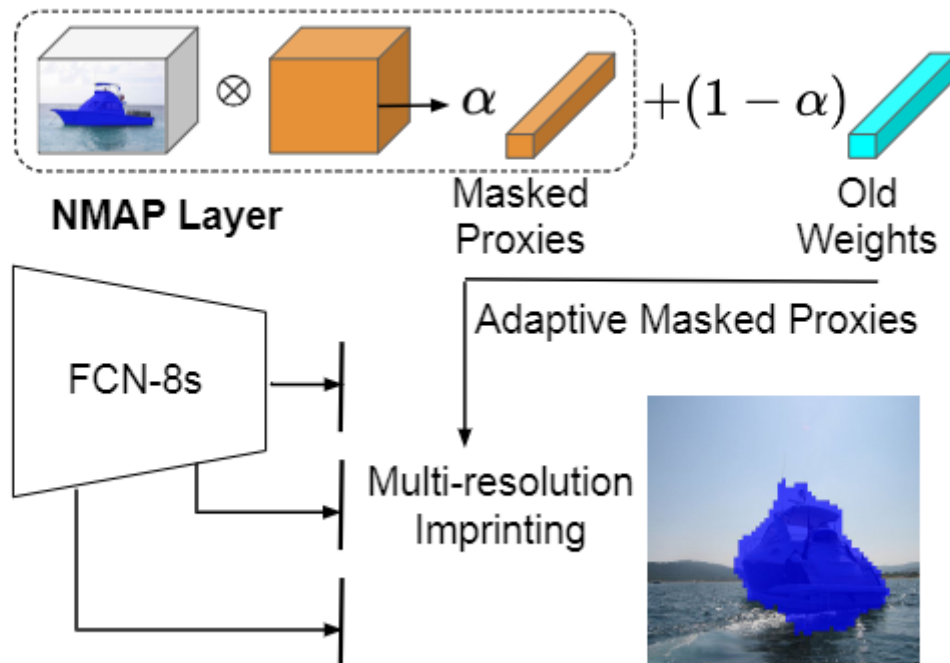 ⊗ α +(1 − α)
NMAP Layer
Masked
Proxies
Old
Weights
Adaptive Masked Proxies
FCN-8s
Multi-resolution
Imprinting